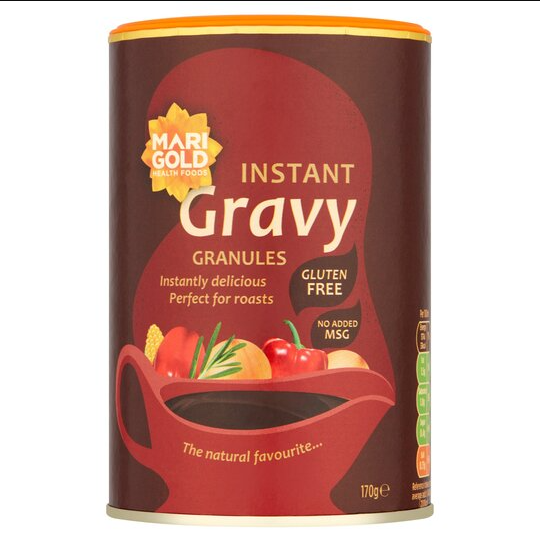 MARI
GOLD
HEALTH FOODS
INSTANT
Gravy
GRANULES
Instantly delicious
Perfect for roasts
GLUTEN
FREE
NO ADDED
MSG
The natural favourite...
170g℮